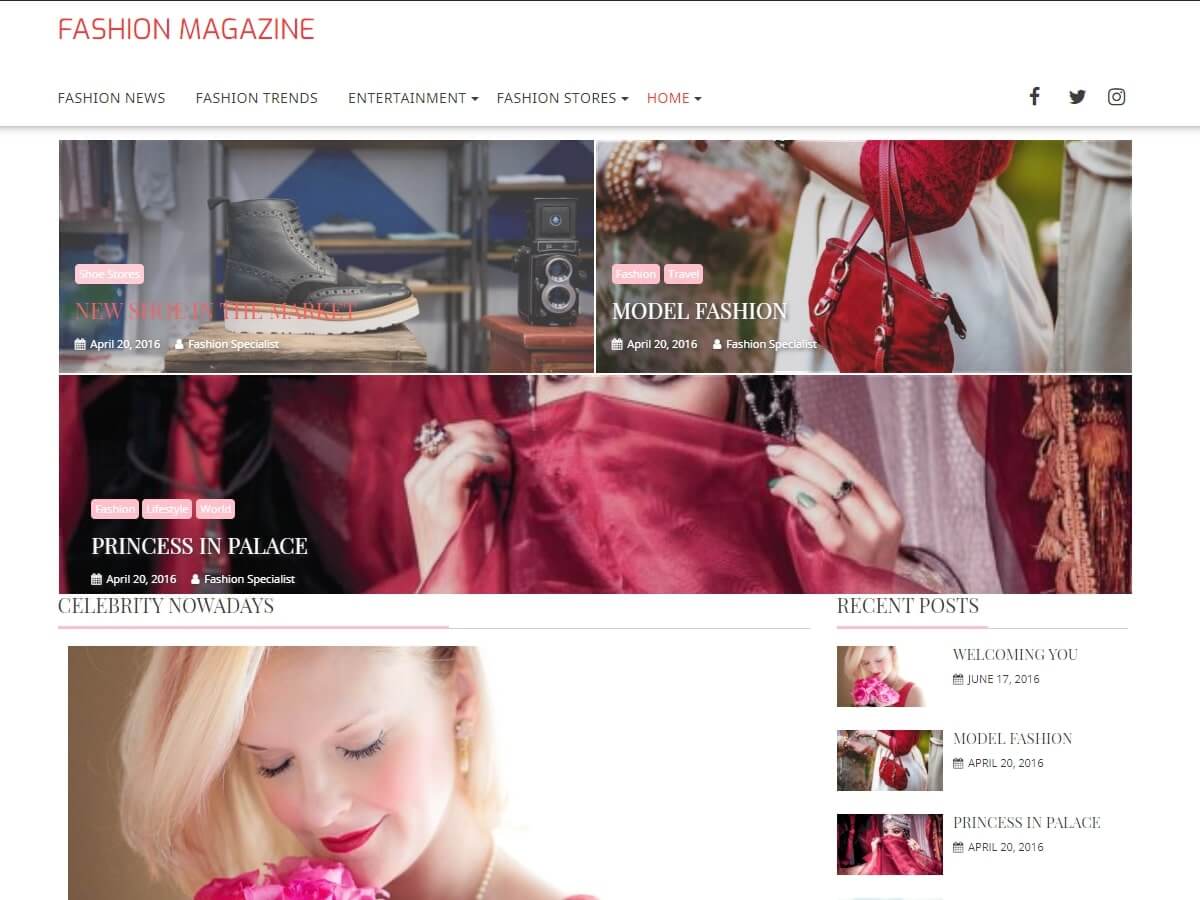 FASHION MAGAZINE
FASHION NEWS FASHION TRENDS ENTERTAINMENT FASHION STORES HOME
Shoe Stores
NEW SHOE IN THE MARKET
April 20, 2016 Fashion Specialist
Fashion Travel
MODEL FASHION
April 20, 2016 Fashion Specialist
Fashion Lifestyle World
PRINCESS IN PALACE
April 20, 2016 Fashion Specialist
CELEBRITY NOWADAYS
RECENT POSTS
WELCOMING YOU
JUNE 17, 2016
MODEL FASHION
APRIL 20, 2016
PRINCESS IN PALACE
APRIL 20, 2016